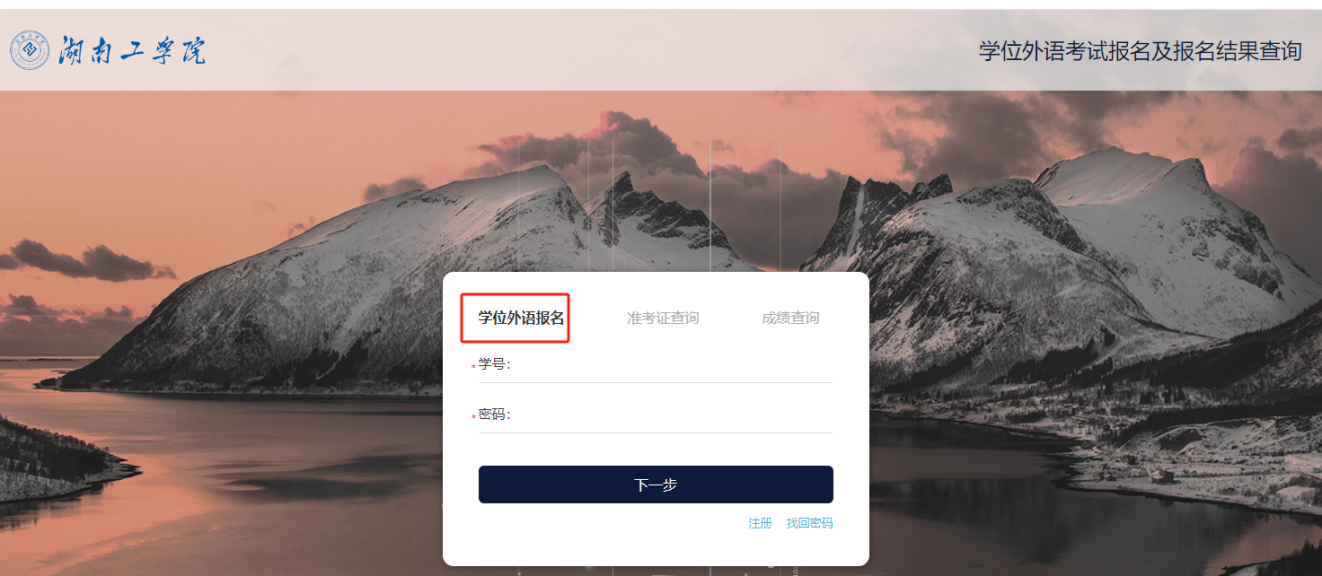 湖南工学院
学位外语考试报名及报名结果查询
学位外语报名 准考证查询 成绩查询
*学号：
*密码：
下一步
注册 找回密码